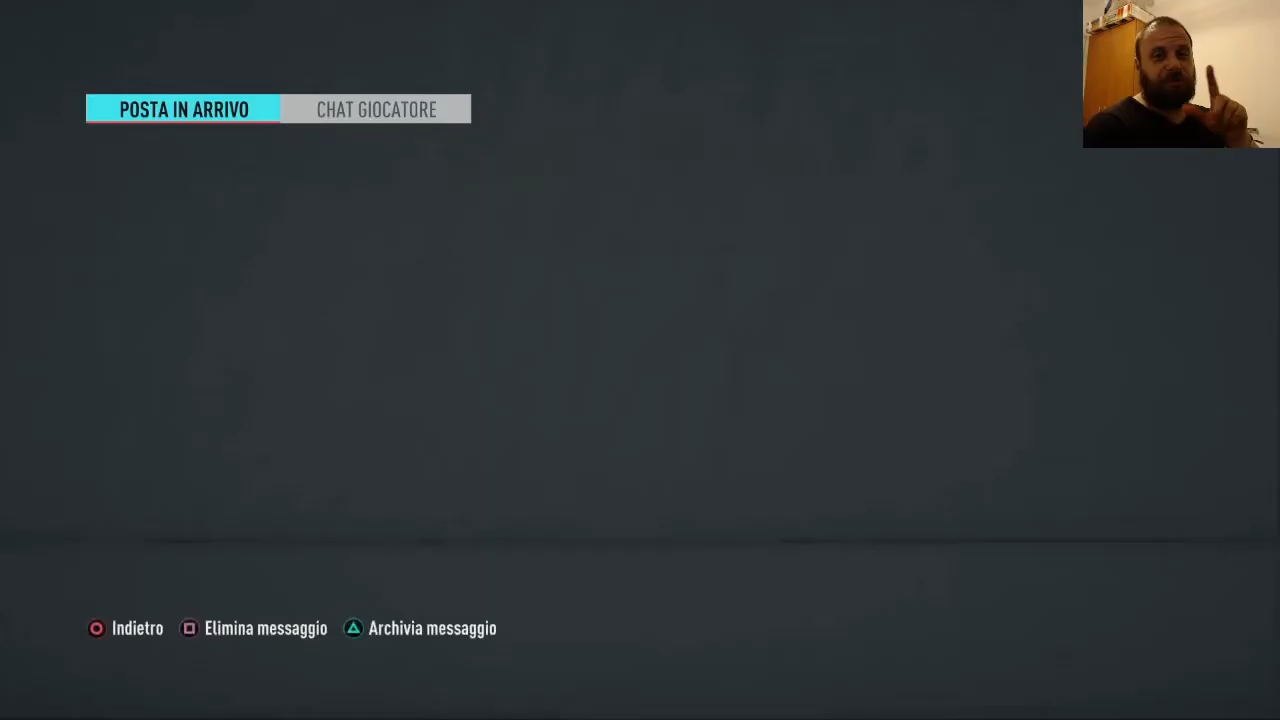 POSTA IN ARRIVO CHAT GIOCATORE
Indietro Elimina messaggio Archivia messaggio